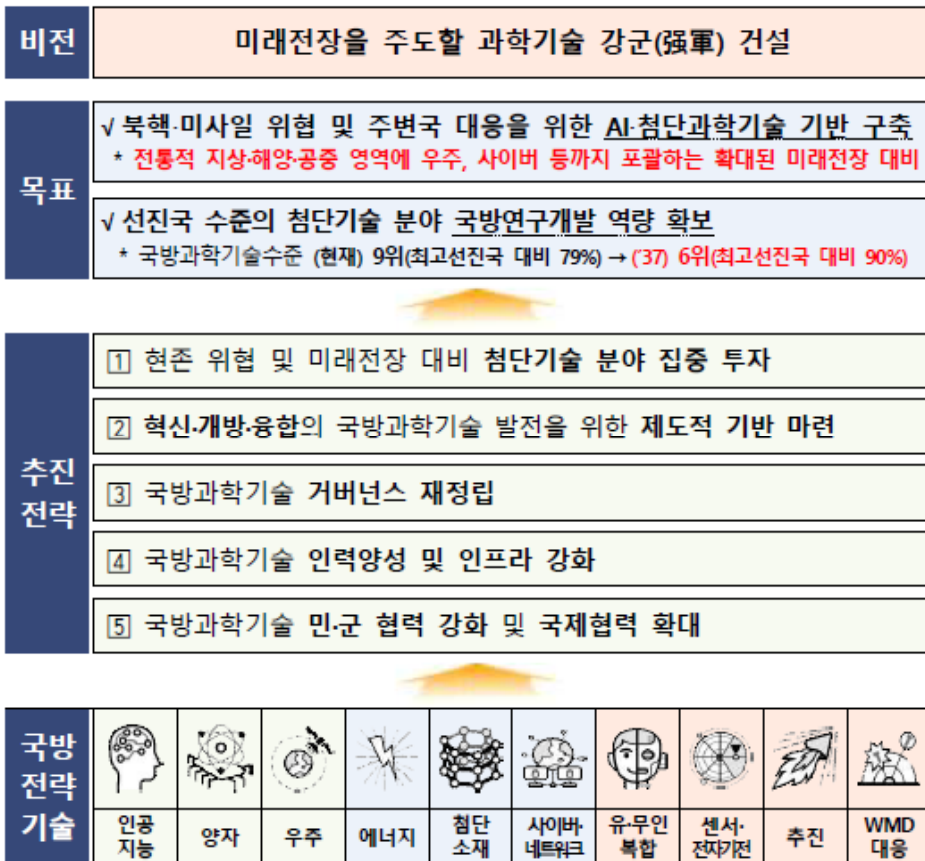 비전
미래전장을 주도할 과학기술 강군(强軍) 건설
목표
√ 북핵·미사일 위협 및 주변국 대응을 위한 AI·첨단과학기술 기반 구축
* 전통적 지상·해양·공중 영역에 우주, 사이버 등까지 포괄하는 확대된 미래전장 대비
√ 선진국 수준의 첨단기술 분야 국방연구개발 역량 확보
* 국방과학기술수준 (현재) 9위(최고선진국 대비 79%) → ('37) 6위(최고선진국 대비 90%)
추진
전략
1 현존 위협 및 미래전장 대비 첨단기술 분야 집중 투자
2 혁신·개방·융합의 국방과학기술 발전을 위한 제도적 기반 마련
3 국방과학기술 거버넌스 재정립
4 국방과학기술 인력양성 및 인프라 강화
5 국방과학기술 민·군 협력 강화 및 국제협력 확대
국방
전략
기술
인공
지능
양자
우주
에너지
첨단
소재
사이버·
네트워크
유·무인
복합
센서·
전자기전
추진
WMD
대응